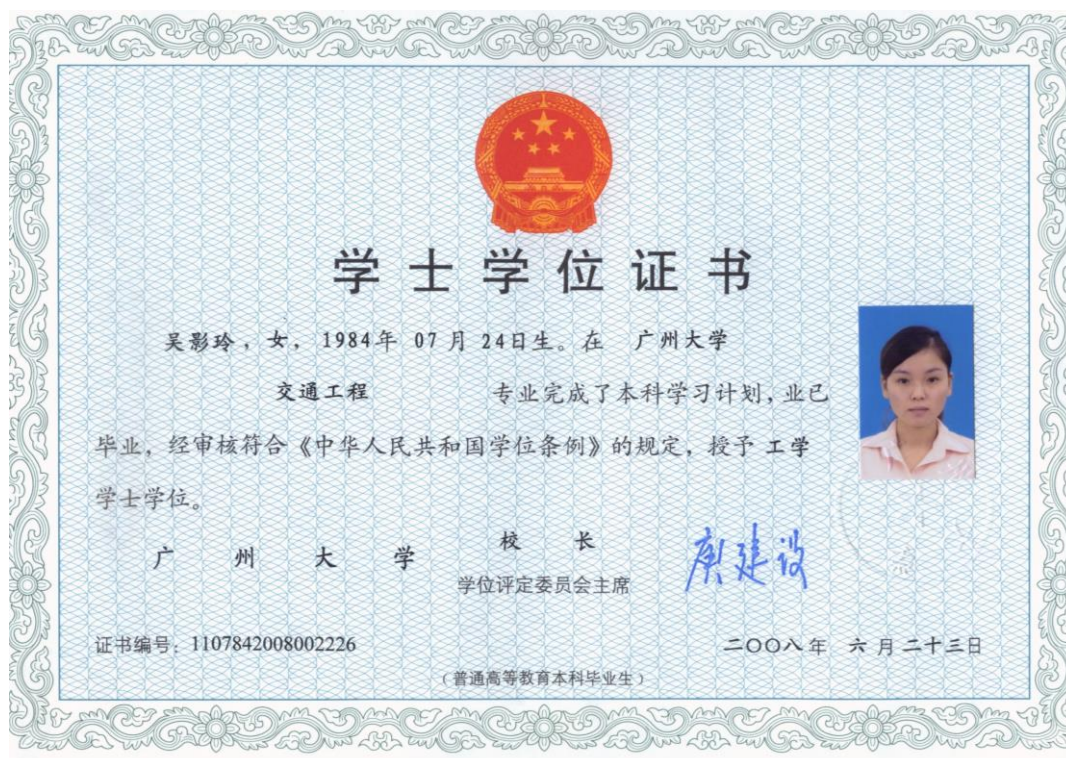 学士学位证书
吴影玲，女，1984年 07月 24日生。在 广州大学
交通工程 专业完成了本科学习计划，业已
毕业，经审核符合《中华人民共和国学位条例》的规定，授予 工学
学士学位。
广州大学 校长 庾建设
学位评定委员会主席
证书编号：1107842008002226 二〇〇八年 六月二十三日
（普通高等教育本科毕业生）